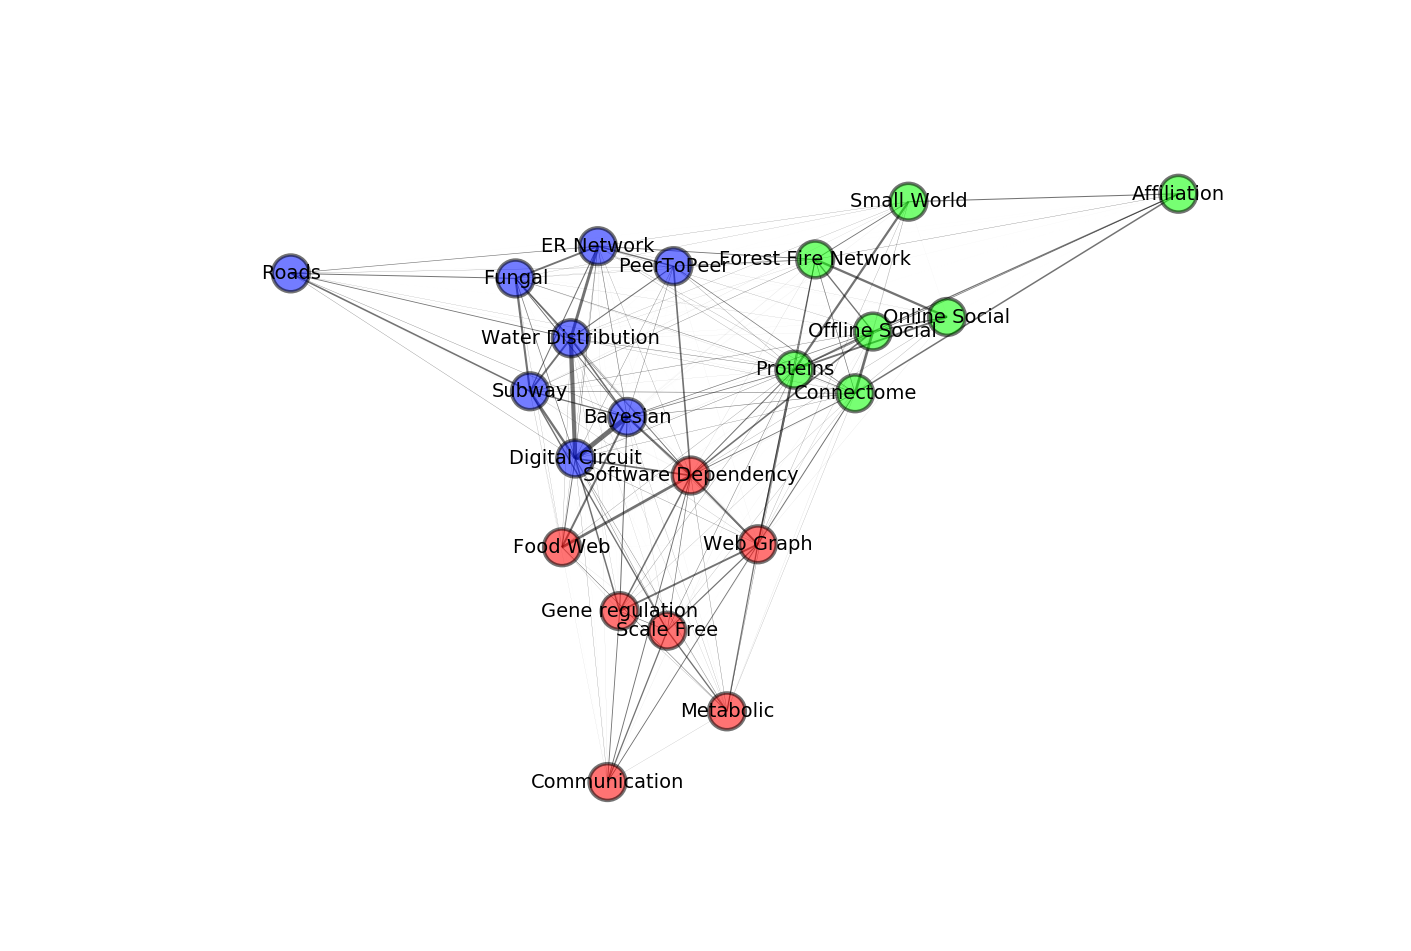 Affiliation
Small World
ER Network
Forest Fire Network
PeerToPeer
Roads
Fungal
Online Social
Offline Social
Water Distribution
Proteins
Subway
Connectome
Bayesian
Digital Circuit
Software Dependency
Web Graph
Food Web
Gene regulation
Scale Free
Metabolic
Communication